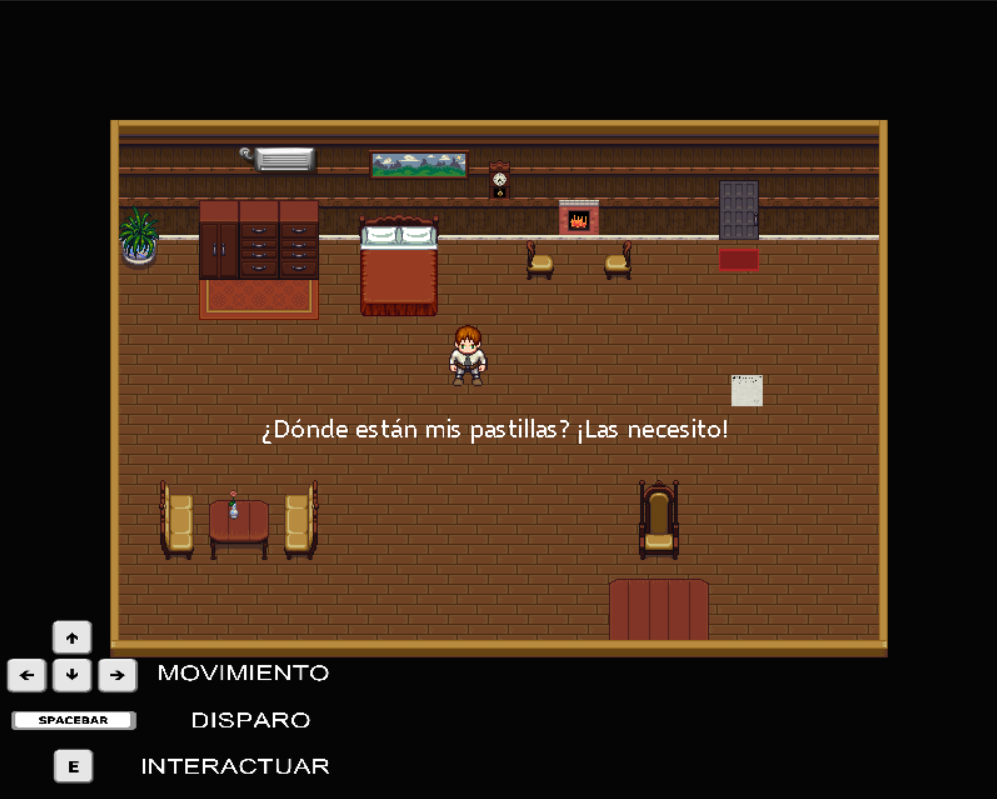 ¿Dónde están mis pastillas? ¡Las necesito!
↑
← ↓ → MOVIMIENTO
SPACEBAR DISPARO
E INTERACTUAR